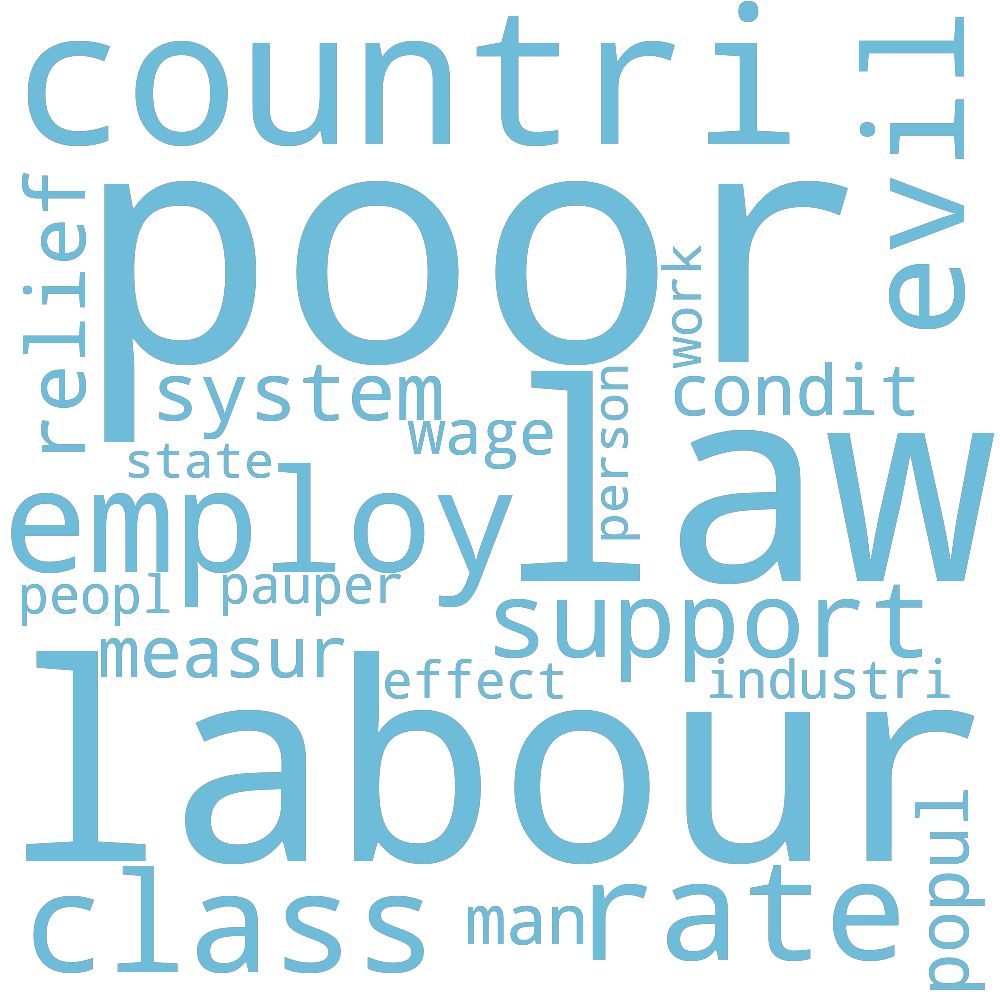 countri
evil
poor
relief
work
system
condit
wage
person
law
state
employ
peopl
pauper
support
measur
effect
industri
labour
popul
class
man
rate